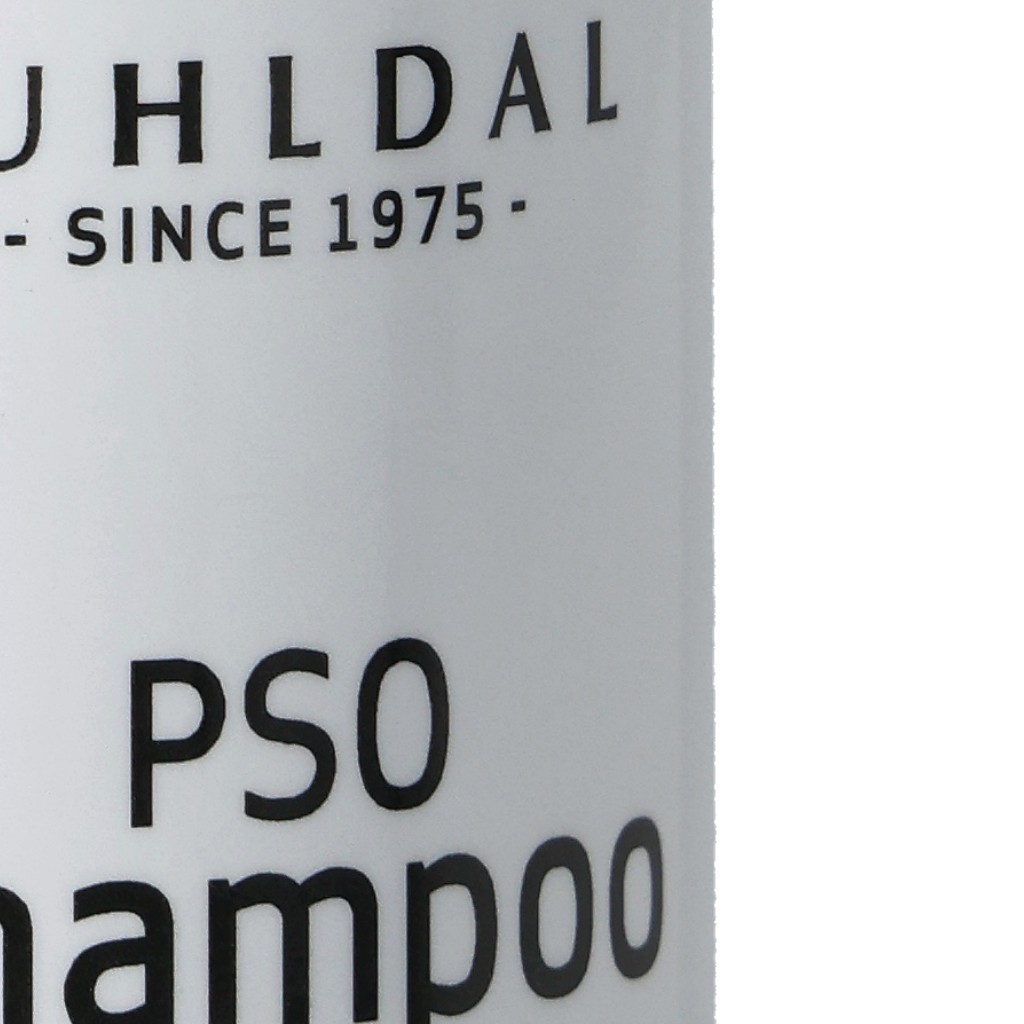 UHLDAL
- SINCE 1975 -
PSO
hampoo